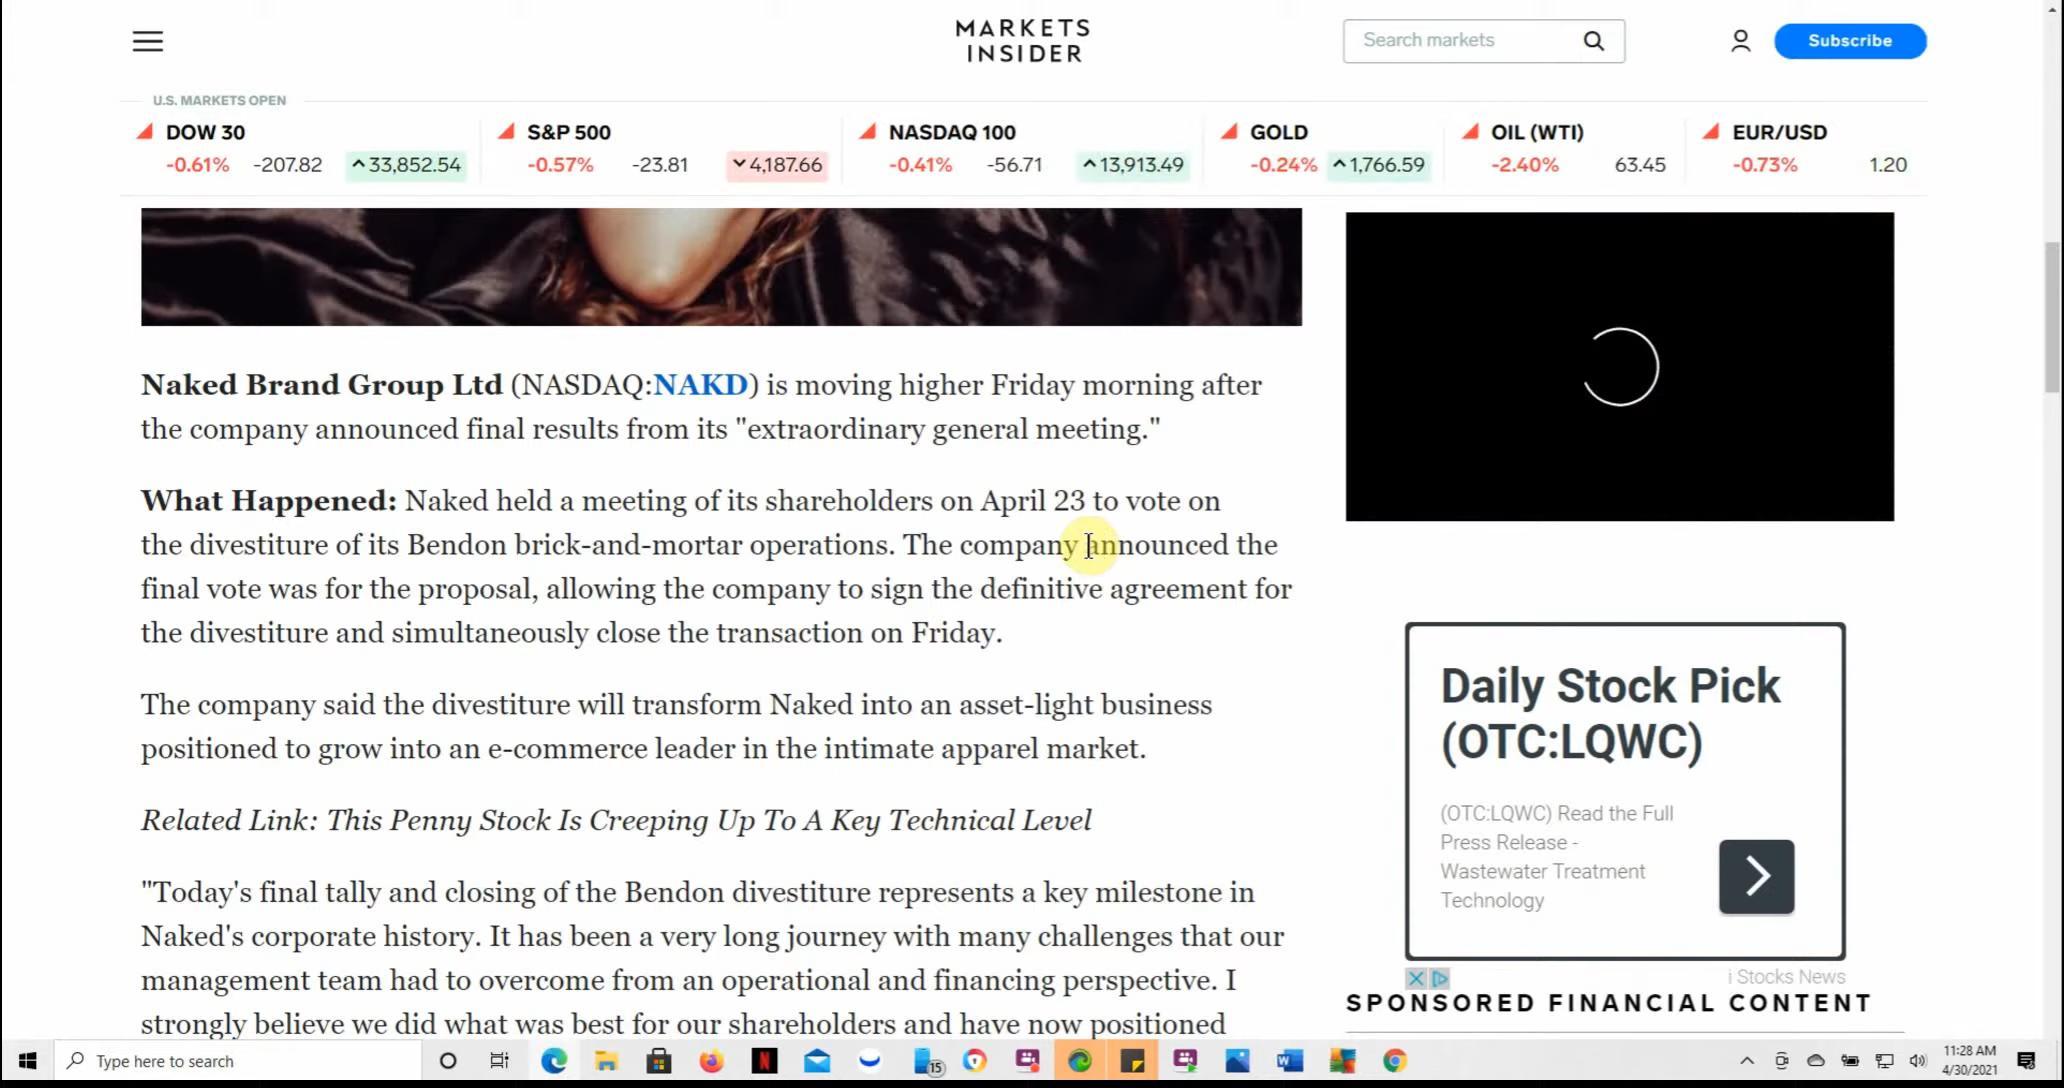 MARKETS
INSIDER
Search markets
Subscribe
U.S. MARKETS OPEN
DOW 30
-0.61% -207.82 33,852.54
S&P 500
-0.57% -23.81 4,187.66
NASDAQ 100
-0.41% -56.71 13,913.49
GOLD
-0.24% 1,766.59
OIL (WTI)
-2.40% 63.45
EUR/USD
-0.73% 1.20
Naked Brand Group Ltd (NASDAQ:NAKD) is moving higher Friday morning after
the company announced final results from its "extraordinary general meeting."
What Happened: Naked held a meeting of its shareholders on April 23 to vote on
the divestiture of its Bendon brick-and-mortar operations. The company announced the
final vote was for the proposal, allowing the company to sign the definitive agreement for
the divestiture and simultaneously close the transaction on Friday.
The company said the divestiture will transform Naked into an asset-light business
positioned to grow into an e-commerce leader in the intimate apparel market.
Related Link: This Penny Stock Is Creeping Up To A Key Technical Level
"Today's final tally and closing of the Bendon divestiture represents a key milestone in
Naked's corporate history. It has been a very long journey with many challenges that our
management team had to overcome from an operational and financing perspective. I
strongly believe we did what was best for our shareholders and have now positioned
Daily Stock Pick
(OTC:LQWC)
(OTC:LQWC) Read the Full
Press Release -
Wastewater Treatment
Technology
i Stocks News
SPONSORED FINANCIAL CONTENT
Type here to search
15
11:28 AM
4/30/2021